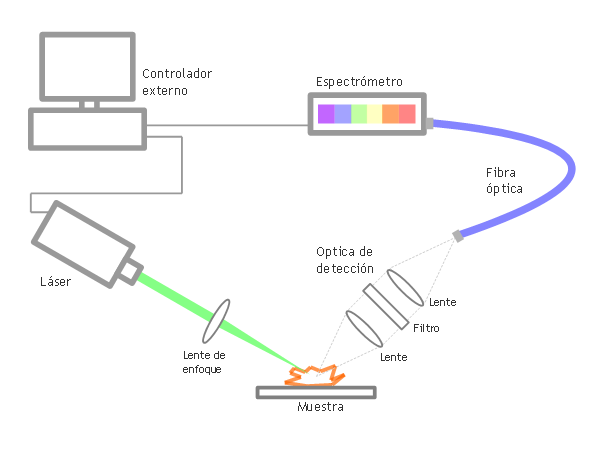 Controlador
externo
Espectrómetro
Fibra
óptica
Optica de
detección
Láser
Lente
Filtro
Lente
Lente de
enfoque
Muestra